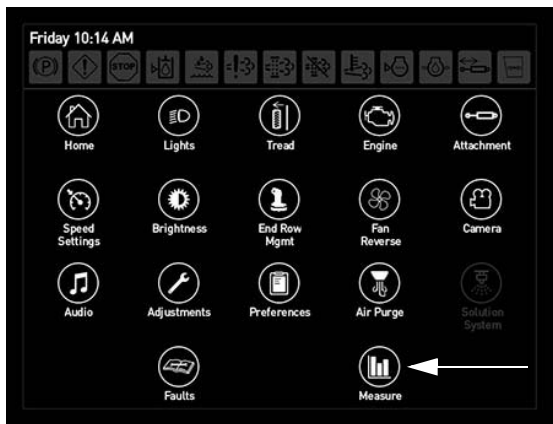 Friday 10:14 AM
(P)
STOP
Home
Lights
Tread
Engine
Attachment
Speed
Settings
Brightness
End Row
Mgmt
Fan
Reverse
Camera
Audio
Adjustments
Preferences
Air Purge
Solution
System
Faults
Measure